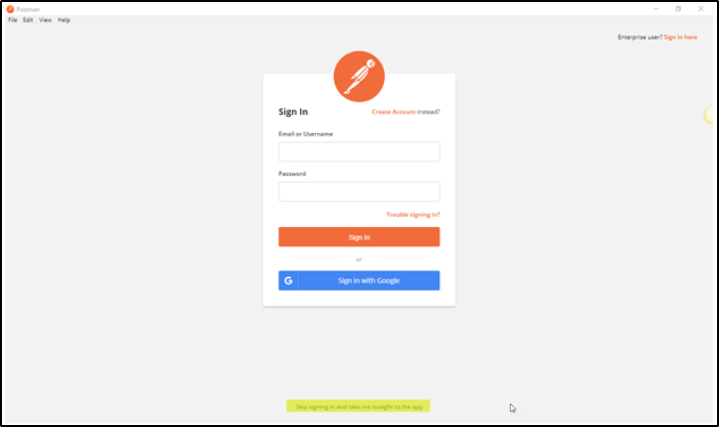 Postman
File Edit View Help
Enterprise user? Sign in here
Sign In
Create Account instead?
Email or Username
Password
Trouble signing in?
Sign In
or
Sign in with Google
Skip signing in and take me straight to the app